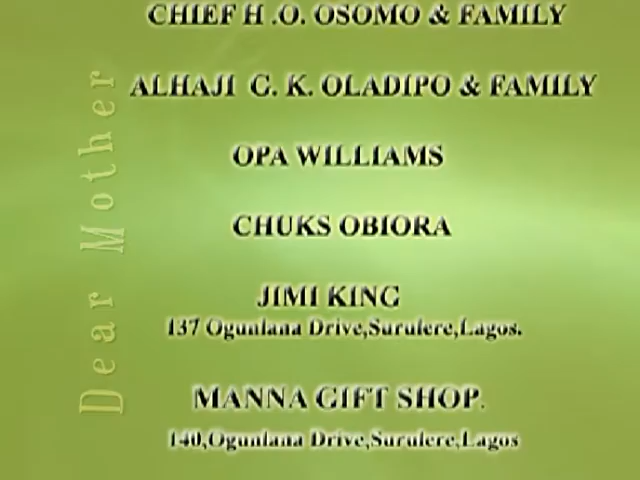 CHIEF H .O. OSOMO & FAMILY
ALHAJI G. K. OLADIPO & FAMILY
OPA WILLIAMS
CHUKS OBIORA
JIMI KING
137 Ogunlana Drive,Surulere,Lagos.
MANNA GIFT SHOP.
140,Ogunlana Drive,Surulere,Lagos
Dear Mother